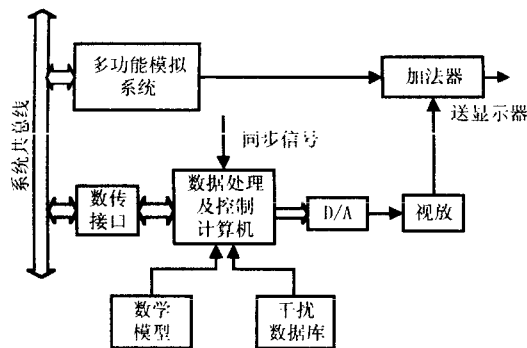 多功能模拟
系统
加法器
送显示器
同步信号
系统共总线
数传
接口
数据处理
及控制
计算机
D/A
视放
数学
模型
干扰
数据库